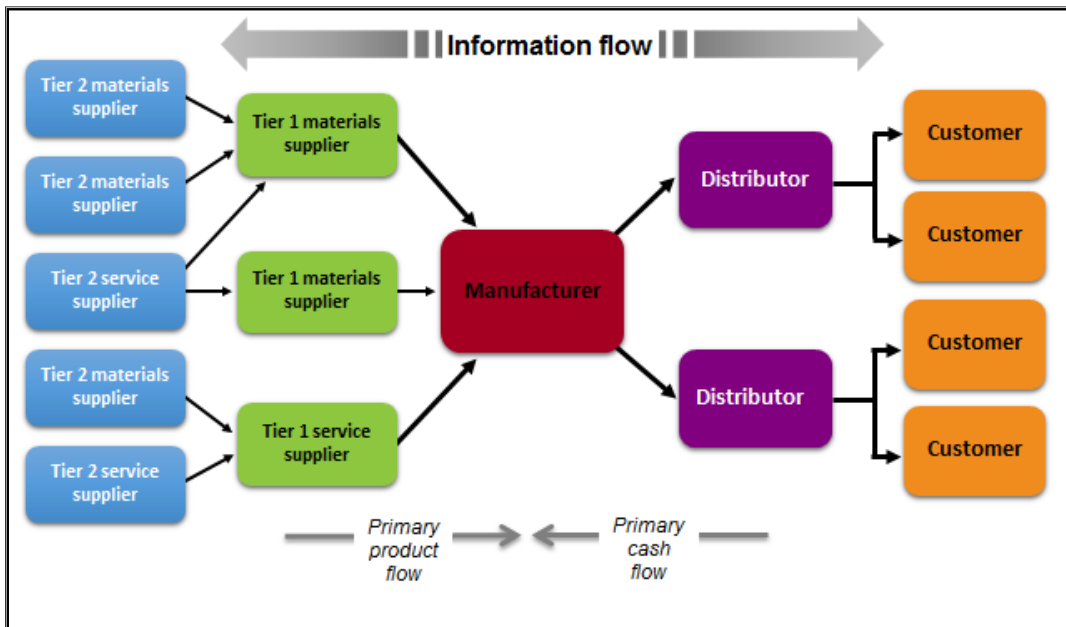 Information flow
Tier 2 materials
supplier
Tier 2 materials
supplier
Tier 2 service
supplier
Tier 2 materials
supplier
Tier 2 service
supplier
Tier 1 materials
supplier
Tier 1 materials
supplier
Tier 1 service
supplier
Manufacturer
Distributor
Distributor
Customer
Customer
Customer
Customer
Primary
product
flow
Primary
cash
flow